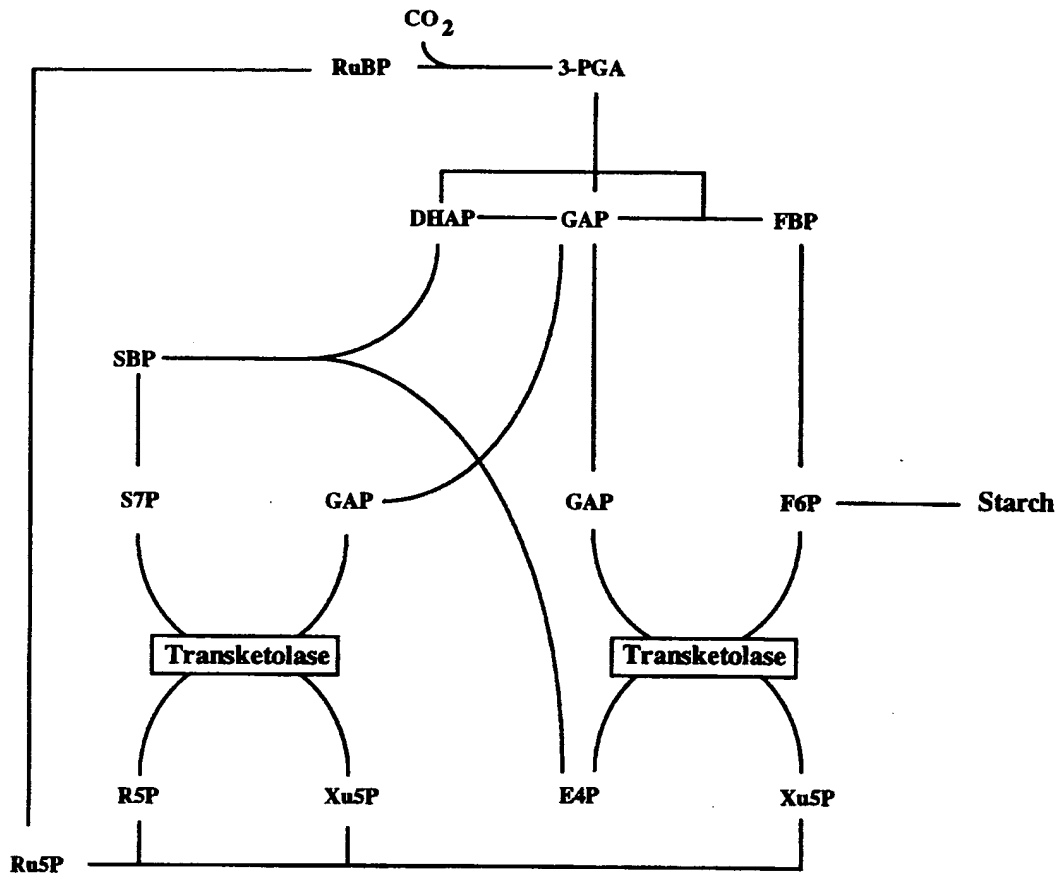 CO2
RuBP 3-PGA
DHAP GAP FBP
SBP
S7P GAP GAP F6P Starch
Transketolase Transketolase
R5P Xu5P E4P Xu5P
Ru5P